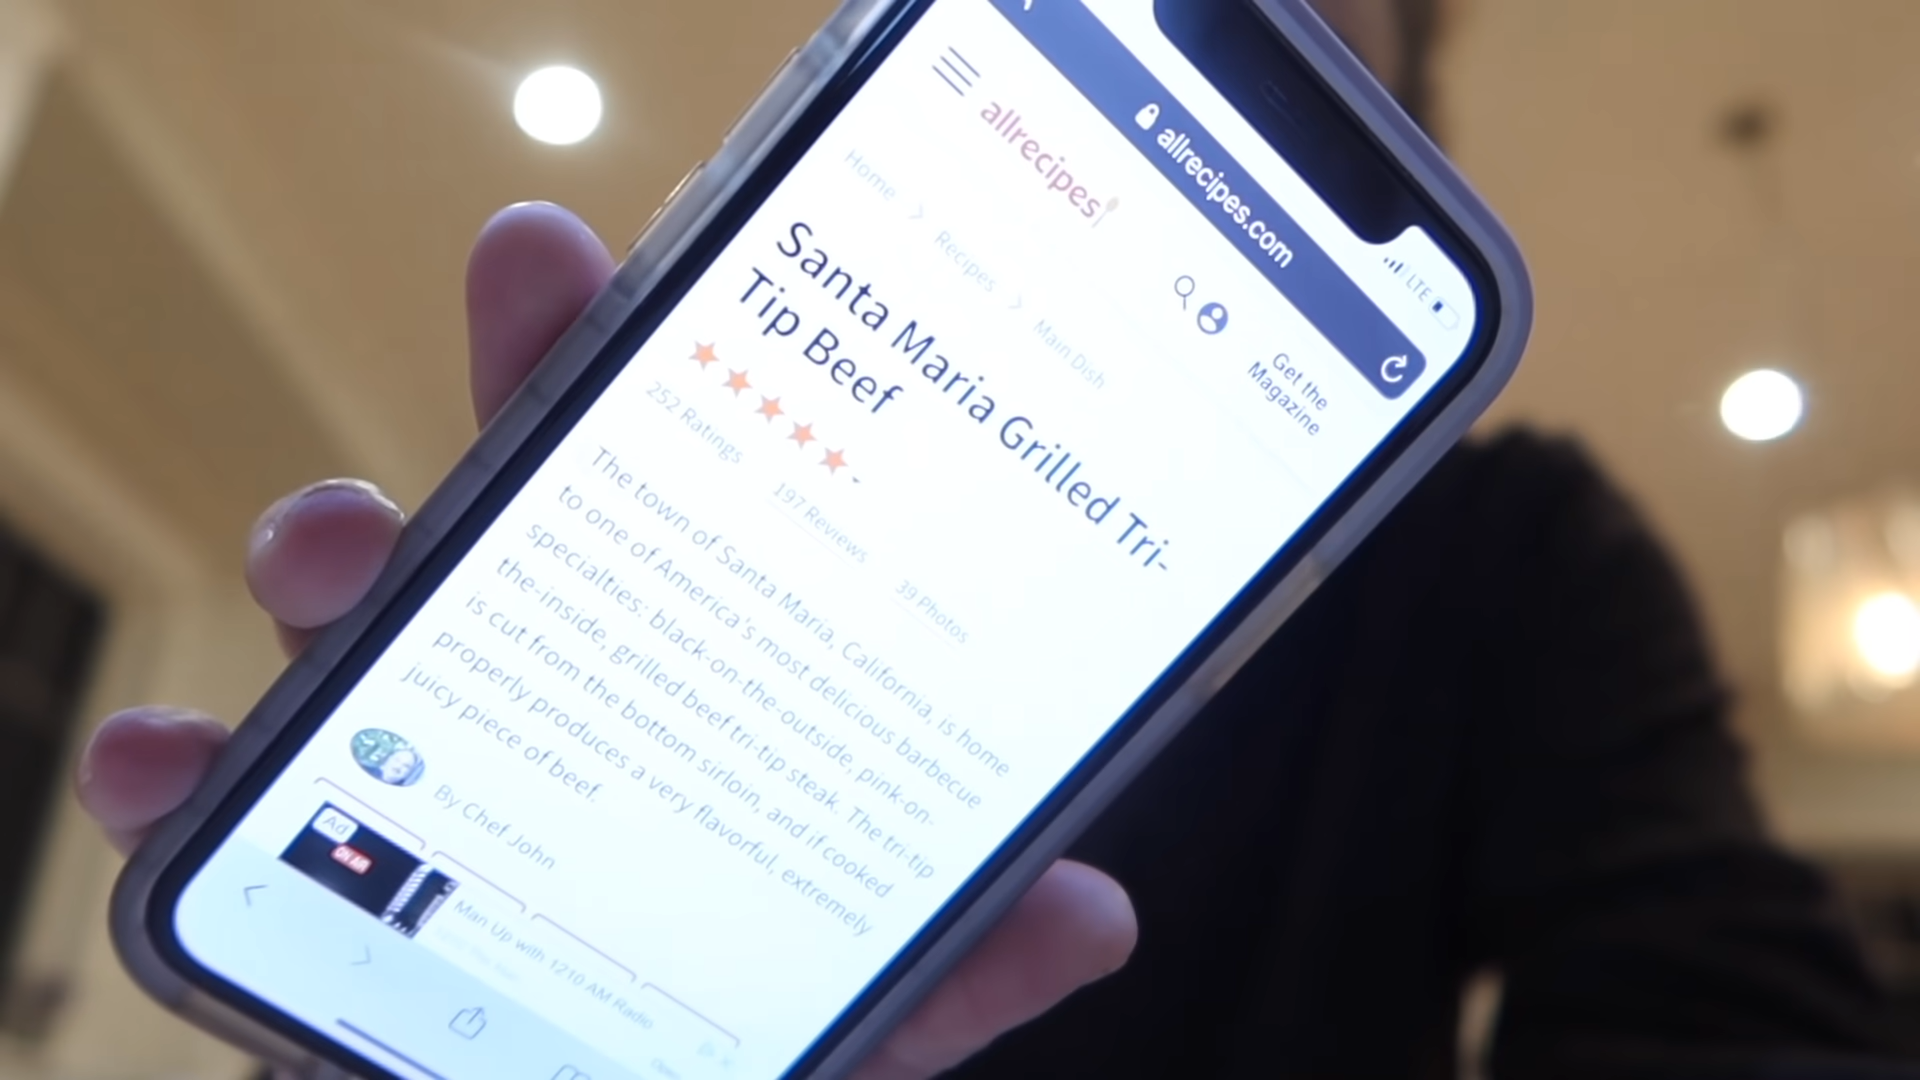 allrecipes.com
LTE
allrecipes
Get the
Magazine
Home > Recipes > Main Dish
Santa Maria Grilled Tri-
Tip Beef
252 Ratings
197 Reviews
39 Photos
The town of Santa Maria, California, is home
to one of America's most delicious barbecue
specialties: black-on-the-outside, pink-on-
the-inside, grilled beef tri-tip steak. The tri-tip
is cut from the bottom sirloin, and if cooked
properly produces a very flavorful, extremely
juicy piece of beef.
By Chef John
Ad
ON AIR
Man Up with 1210 AM Radio